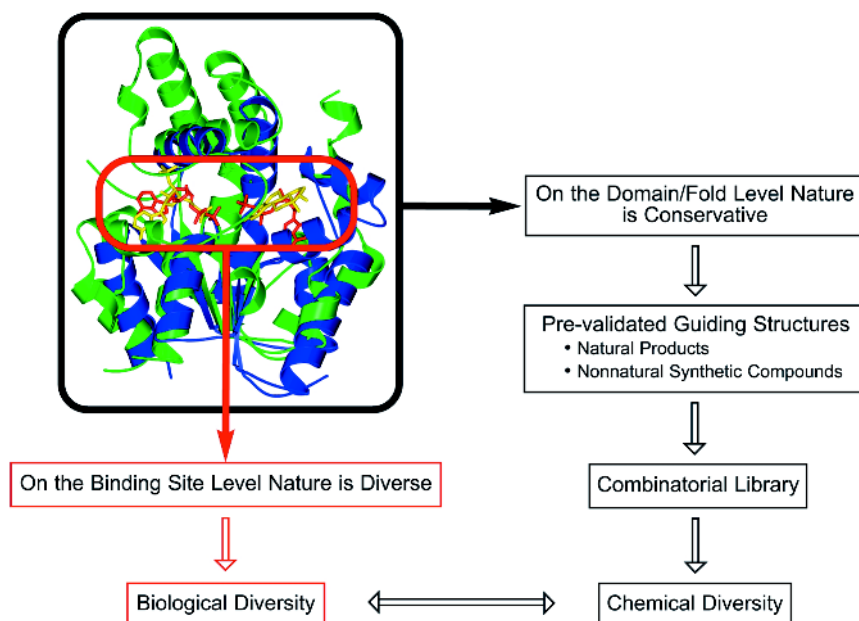 On the Domain/Fold Level Nature
is Conservative
Pre-validated Guiding Structures
• Natural Products
• Nonnatural Synthetic Compounds
On the Binding Site Level Nature is Diverse
Combinatorial Library
Biological Diversity
Chemical Diversity